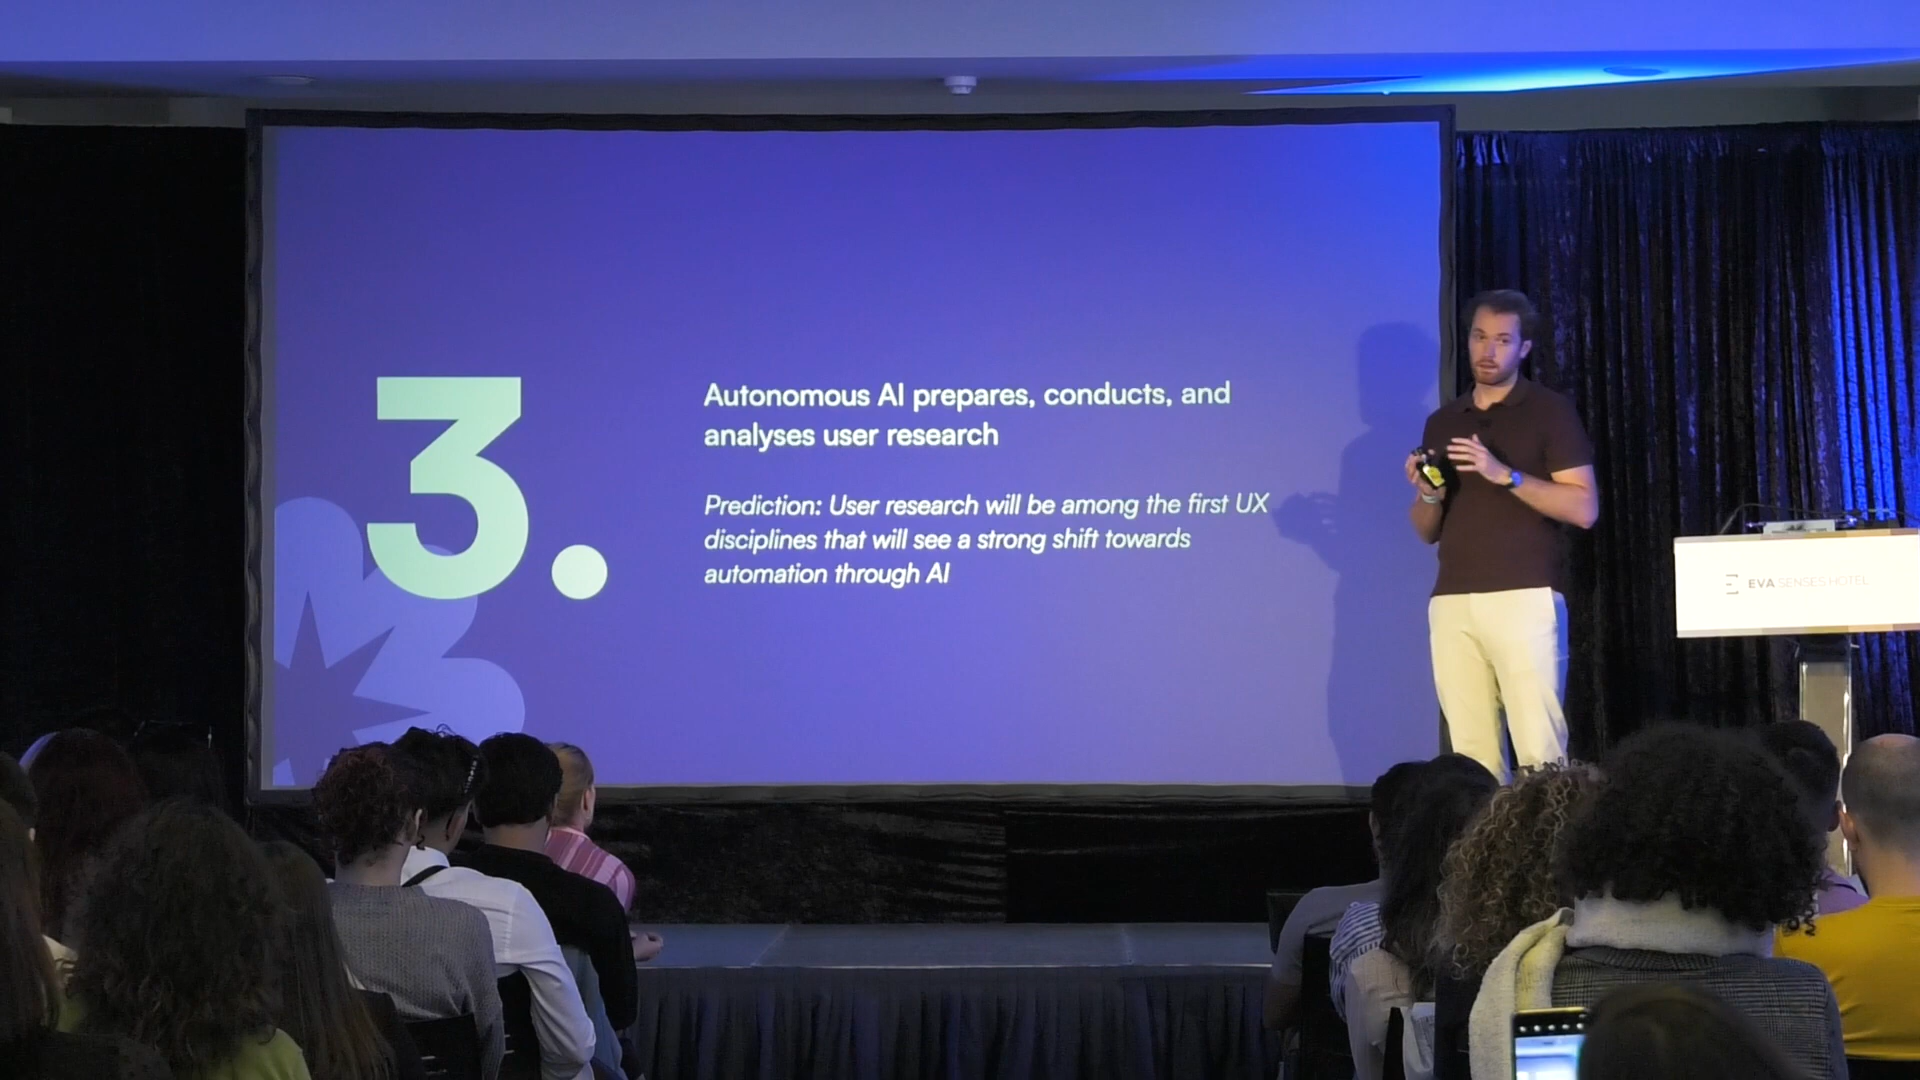 3.
Autonomous AI prepares, conducts, and
analyses user research
Prediction: User research will be among the first UX
disciplines that will see a strong shift towards
automation through AI
EVA SENSES HOTEL